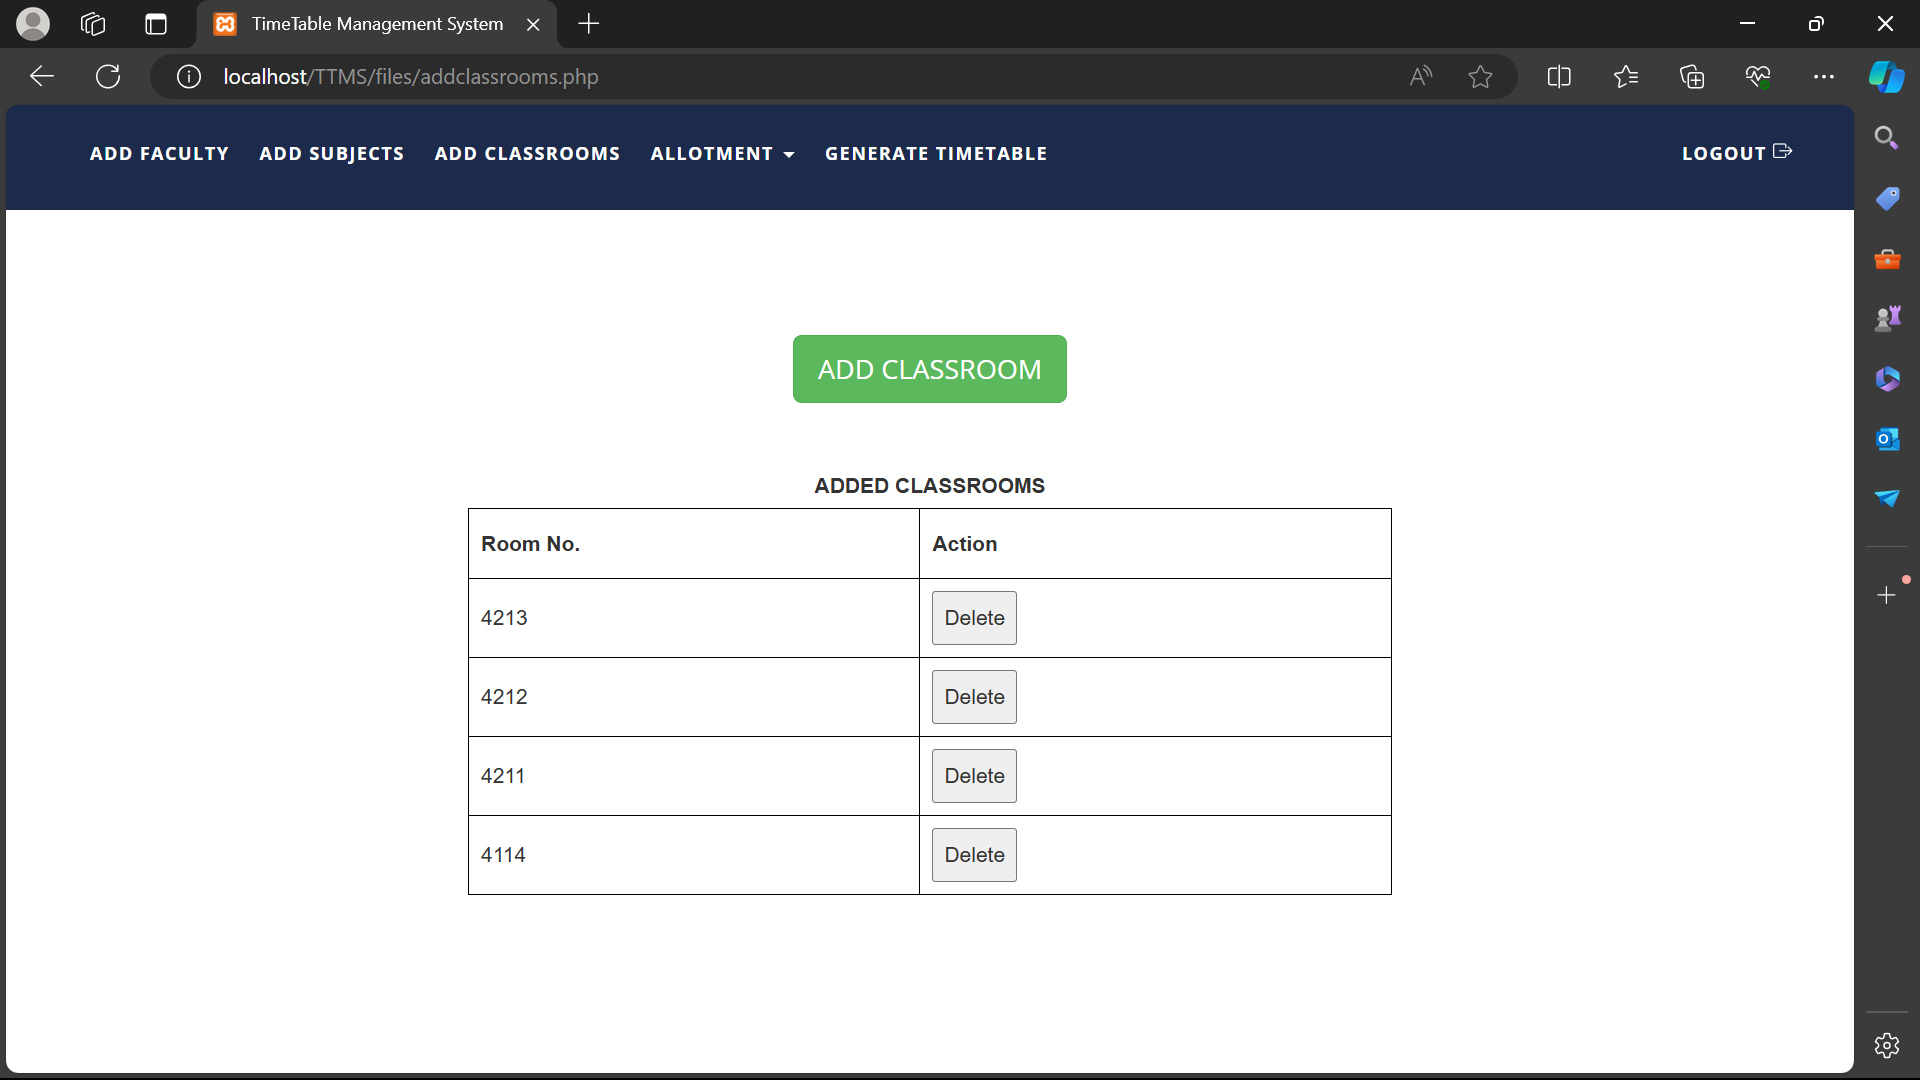 TimeTable Management System
localhost/TTMS/files/addclassrooms.php
ADD FACULTY ADD SUBJECTS ADD CLASSROOMS ALLOTMENT GENERATE TIMETABLE LOGOUT
ADD CLASSROOM
ADDED CLASSROOMS
Room No. Action
4213 Delete
4212 Delete
4211 Delete
4114 Delete